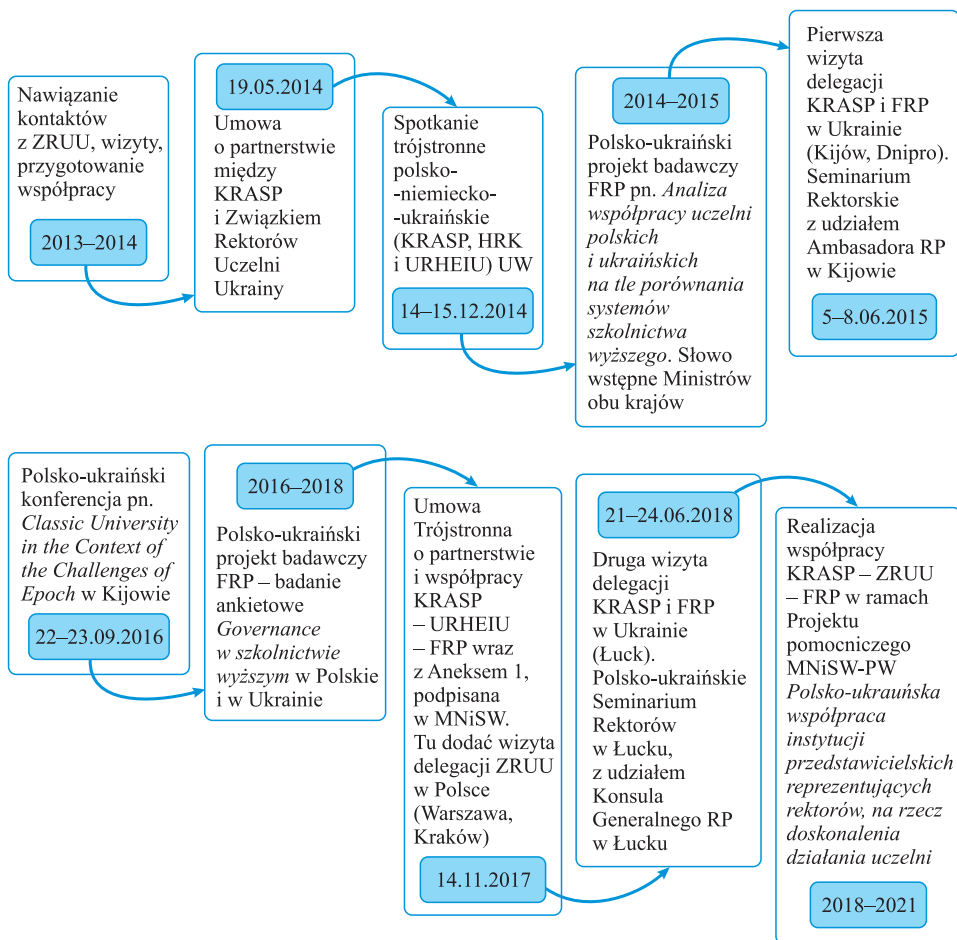 Nawiązanie
kontaktów
z ZRUU, wizyty,
przygotowanie
współpracy
2013–2014
19.05.2014
Umowa
o partnerstwie
między
KRASP
i Związkiem
Rektorów
Uczelni
Ukrainy
Spotkanie
trójstronne
polsko-
-niemiecko-
-ukraińskie
(KRASP, HRK
i URHEIU) UW
14–15.12.2014
2014–2015
Polsko-ukraiński
projekt badawczy
FRP pn. Analiza
współpracy uczelni
polskich
i ukraińskich
na tle porównania
systemów
szkolnictwa
wyższego. Słowo
wstępne Ministrów
obu krajów
Pierwsza
wizyta
delegacji
KRASP i FRP
w Ukrainie
(Kijów, Dnipro).
Seminarium
Rektorskie
z udziałem
Ambasadora RP
w Kijowie
5–8.06.2015
Polsko-ukraiński
konferencja pn.
Classic University
in the Context of
the Challenges of
Epoch w Kijowie
22–23.09.2016
2016–2018
Polsko-ukraiński
projekt badawczy
FRP – badanie
ankietowe
Governance
w szkolnictwie
wyższym w Polskie
i w Ukrainie
Umowa
Trójstronna
o partnerstwie
i współpracy
KRASP
– URHEIU
– FRP wraz
z Aneksem 1,
podpisana
w MNiSW.
Tu dodać wizyta
delegacji ZRUU
w Polsce
(Warszawa,
Kraków)
14.11.2017
21–24.06.2018
Druga wizyta
delegacji
KRASP i FRP
w Ukrainie
(Łuck).
Polsko-ukraińskie
Seminarium
Rektorów
w Łucku,
z udziałem
Konsula
Generalnego RP
w Łucku
Realizacja
współpracy
KRASP – ZRUU
– FRP w ramach
Projektu
pomocniczego
MNiSW-PW
Polsko-ukrauńska
współpraca
instytucji
przedstawicielskich
reprezentujących
rektorów, na rzecz
doskonalenia
działania uczelni
2018–2021